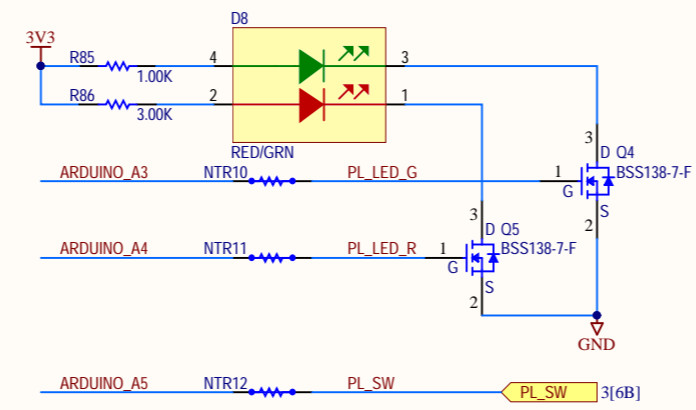 D8
3V3
R85 1.00K 4 3
R86 3.00K 2 1
RED/GRN
3
D Q4
ARDUINO_A3 NTR10 PL_LED_G 1 G BSS138-7-F
S
2
3
D Q5
ARDUINO_A4 NTR11 PL_LED_R 1 G BSS138-7-F
S
2
GND
ARDUINO_A5 NTR12 PL_SW PL_SW 3[6B]